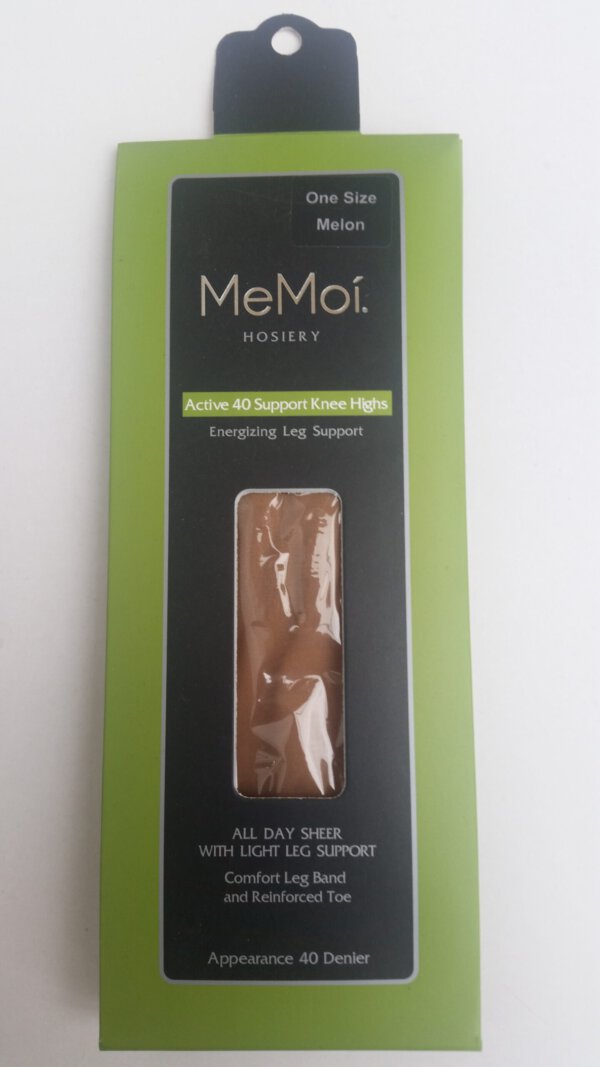 One Size
Melon
MeMoí.
HOSIERY
Active 40 Support Knee Highs
Energizing Leg Support
ALL DAY SHEER
WITH LIGHT LEG SUPPORT
Comfort Leg Band
and Reinforced Toe
Appearance 40 Denier